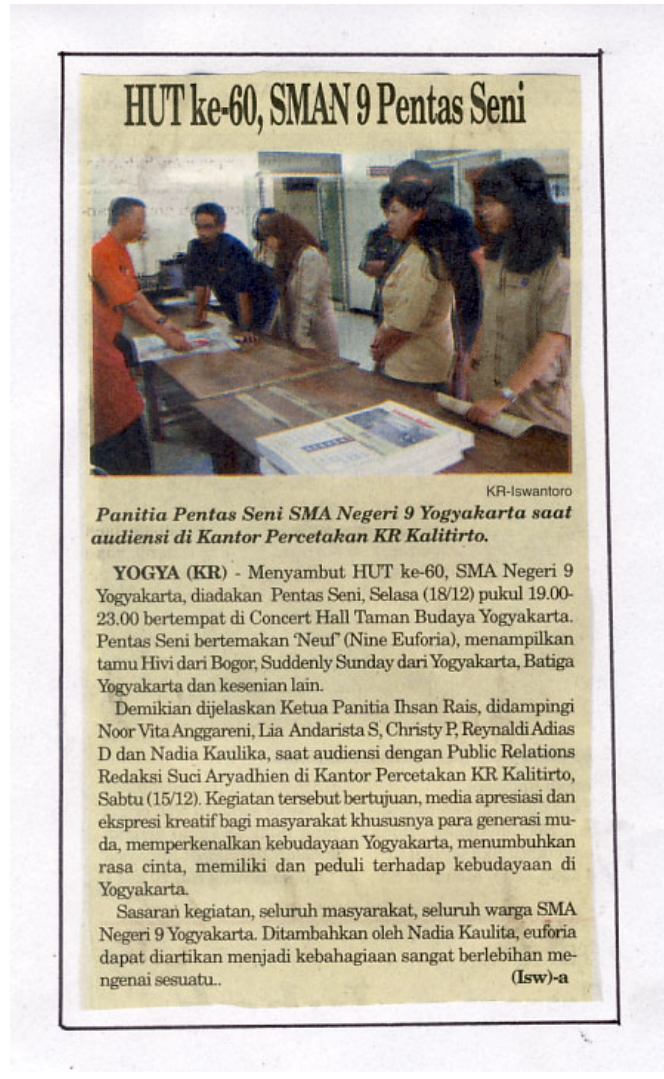 HUT ke-60, SMAN 9 Pentas Seni
KR-Iswantoro
Panitia Pentas Seni SMA Negeri 9 Yogyakarta saat
audiensi di Kantor Percetakan KR Kalitirto.
YOGYA (KR) - Menyambut HUT ke-60, SMA Negeri 9
Yogyakarta, diadakan Pentas Seni, Selasa (18/12) pukul 19.00-
23.00 bertempat di Concert Hall Taman Budaya Yogyakarta.
Pentas Seni bertemakan ‘Neuf’ (Nine Euforia), menampilkan
tamu Hivi dari Bogor, Suddenly Sunday dari Yogyakarta, Batiga
Yogyakarta dan kesenian lain.
Demikian dijelaskan Ketua Panitia Ihsan Rais, didampingi
Noor Vita Anggareni, Lia Andarista S, Christy P, Reynaldi Adias
D dan Nadia Kaulika, saat audiensi dengan Public Relations
Redaksi Suci Aryadhien di Kantor Percetakan KR Kalitirto,
Sabtu (15/12). Kegiatan tersebut bertujuan, media apresiasi dan
ekspresi kreatif bagi masyarakat khususnya para generasi mu-
da, memperkenalkan kebudayaan Yogyakarta, menumbuhkan
rasa cinta, memiliki dan peduli terhadap kebudayaan di
Yogyakarta.
Sasaran kegiatan, seluruh masyarakat, seluruh warga SMA
Negeri 9 Yogyakarta. Ditambahkan oleh Nadia Kaulita, euforia
dapat diartikan menjadi kebahagiaan sangat berlebihan me-
ngenai sesuatu.. (Isw)-a